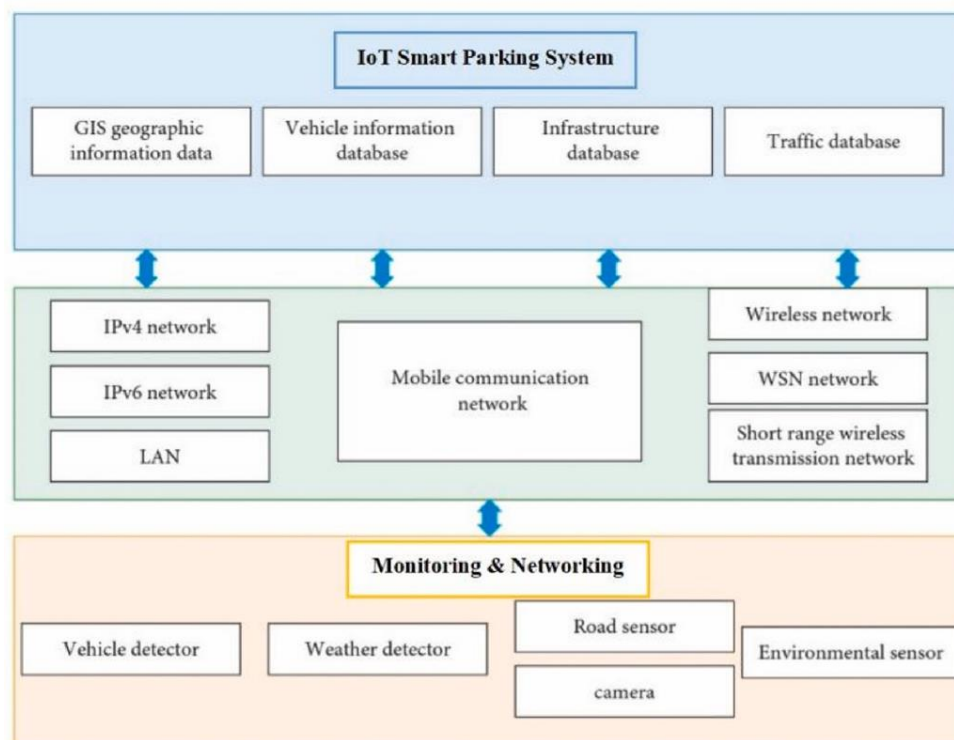 IoT Smart Parking System
GIS geographic
information data
Vehicle information
database
Infrastructure
database
Traffic database
IPv4 network
IPv6 network
LAN
Mobile communication
network
Wireless network
WSN network
Short range wireless
transmission network
Monitoring & Networking
Vehicle detector
Weather detector
Road sensor
camera
Environmental sensor